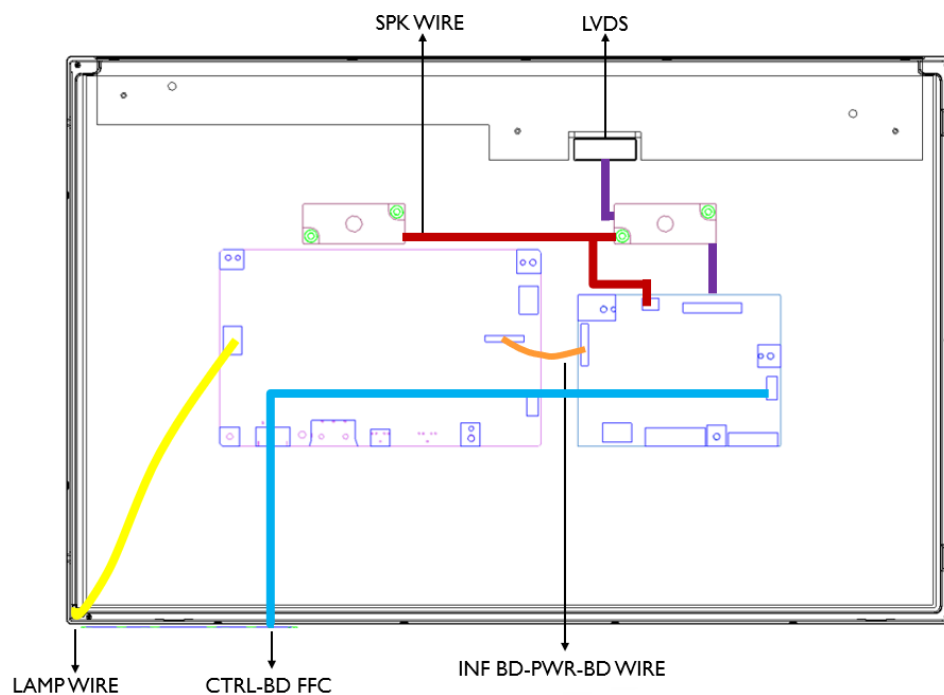 SPK WIRE
LVDS
LAMP WIRE
CTRL-BD FFC
INF BD-PWR-BD WIRE